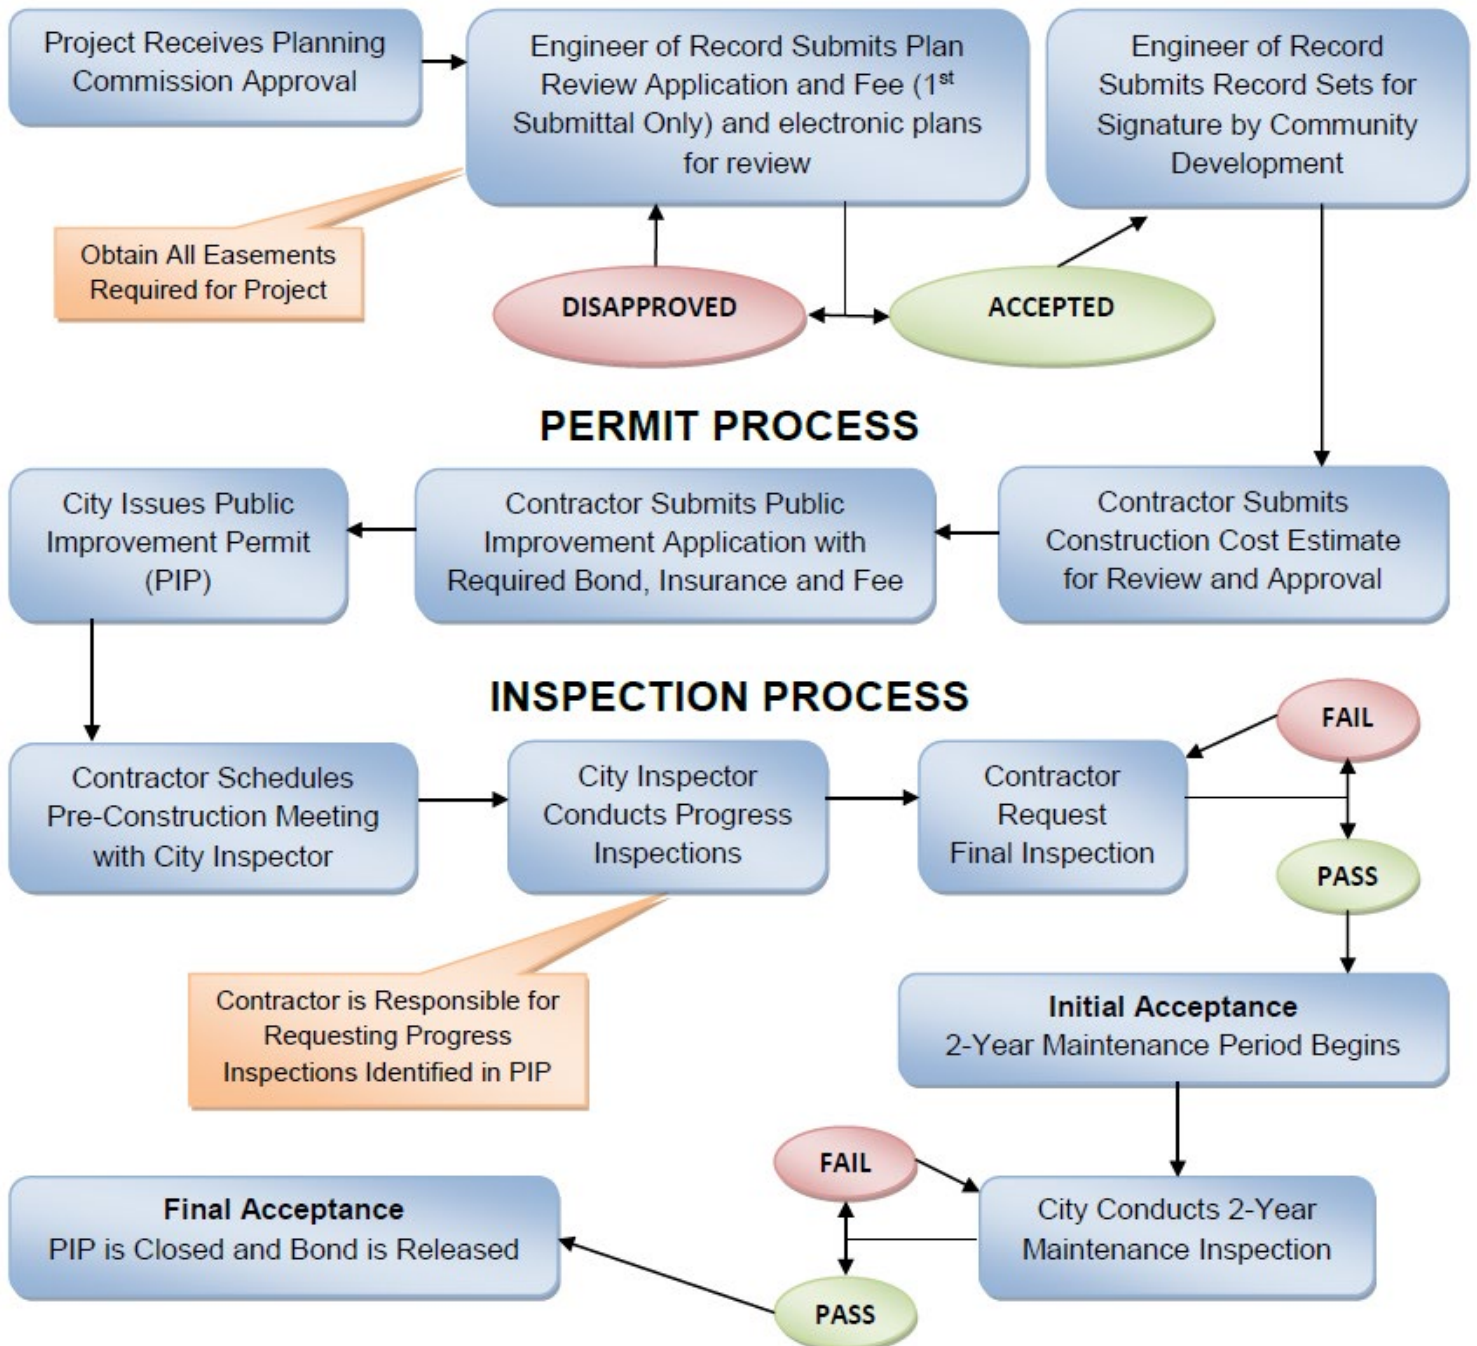 Project Receives Planning
Commission Approval
Engineer of Record Submits Plan
Review Application and Fee (1st
Submittal Only) and electronic plans
for review
Engineer of Record
Submits Record Sets for
Signature by Community
Development
Obtain All Easements
Required for Project
DISAPPROVED
ACCEPTED
PERMIT PROCESS
City Issues Public
Improvement Permit
(PIP)
Contractor Submits Public
Improvement Application with
Required Bond, Insurance and Fee
Contractor Submits
Construction Cost Estimate
for Review and Approval
INSPECTION PROCESS
FAIL
Contractor Schedules
Pre-Construction Meeting
with City Inspector
City Inspector
Conducts Progress
Inspections
Contractor
Request
Final Inspection
PASS
Contractor is Responsible for
Requesting Progress
Inspections Identified in PIP
Initial Acceptance
2-Year Maintenance Period Begins
FAIL
Final Acceptance
PIP is Closed and Bond is Released
City Conducts 2-Year
Maintenance Inspection
PASS